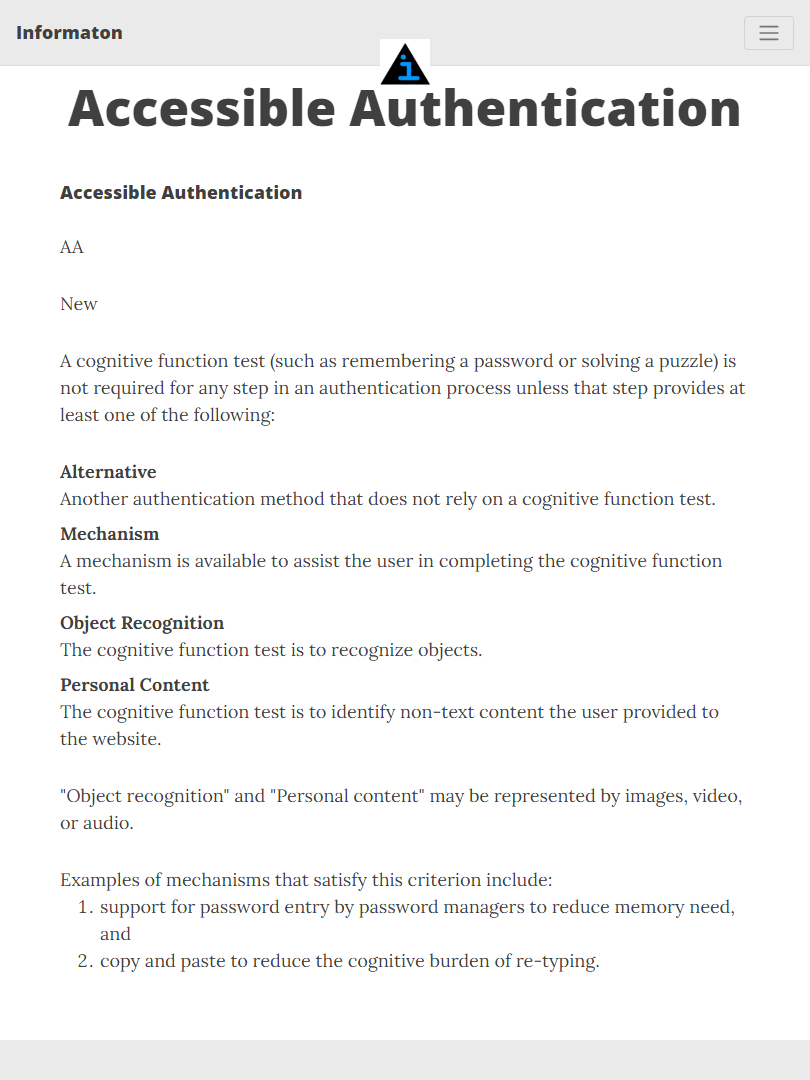 Informaton
i
Accessible Authentication
Accessible Authentication
AA
New
A cognitive function test (such as remembering a password or solving a puzzle) is
not required for any step in an authentication process unless that step provides at
least one of the following:
Alternative
Another authentication method that does not rely on a cognitive function test.
Mechanism
A mechanism is available to assist the user in completing the cognitive function
test.
Object Recognition
The cognitive function test is to recognize objects.
Personal Content
The cognitive function test is to identify non-text content the user provided to
the website.
"Object recognition" and "Personal content" may be represented by images, video,
or audio.
Examples of mechanisms that satisfy this criterion include:
1. support for password entry by password managers to reduce memory need,
and
2. copy and paste to reduce the cognitive burden of re-typing.